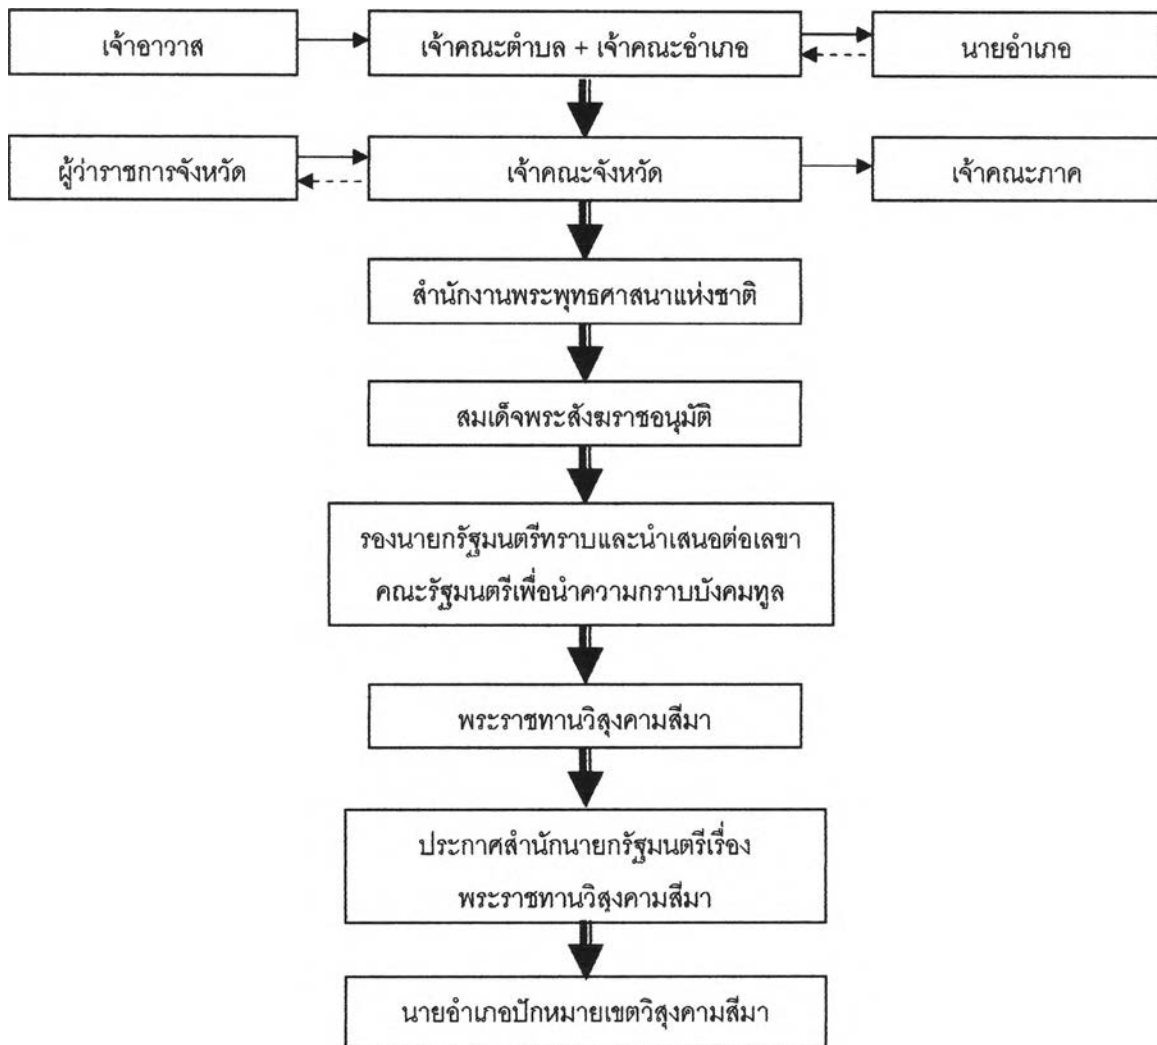 เจ้าอาวาส
เจ้าคณะตำบล + เจ้าคณะอำเภอ
นายอำเภอ
ผู้ว่าราชการจังหวัด
เจ้าคณะจังหวัด
เจ้าคณะภาค
สำนักงานพระพุทธศาสนาแห่งชาติ
สมเด็จพระสังฆราชอนุมัติ
รองนายกรัฐมนตรีทราบและนำเสนอต่อเลขา
คณะรัฐมนตรีเพื่อนำความกราบบังคมทูล
พระราชทานวิสุงคามสีมา
ประกาศสำนักนายกรัฐมนตรีเรื่อง
พระราชทานวิสุงคามสีมา
นายอำเภอปักหมายเขตวิสุงคามสีมา